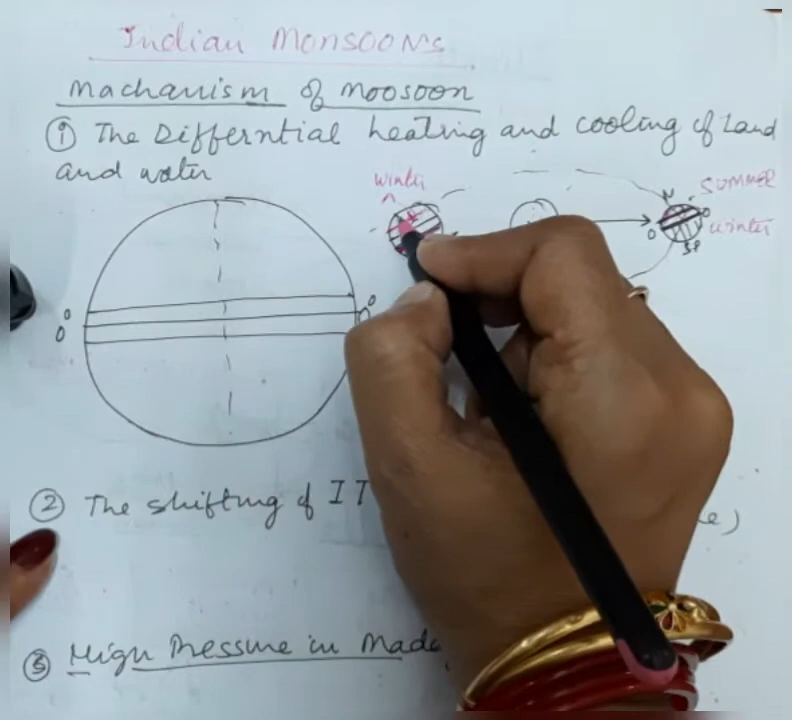 Indian Monsoons
Machanism of Moosoon
① The Differntial heating and cooling of Land
and water
Winter
N
Summer
0
0
winter
SP
0°
0°
② The shifting of IT
e)
③ High Pressure in Mada